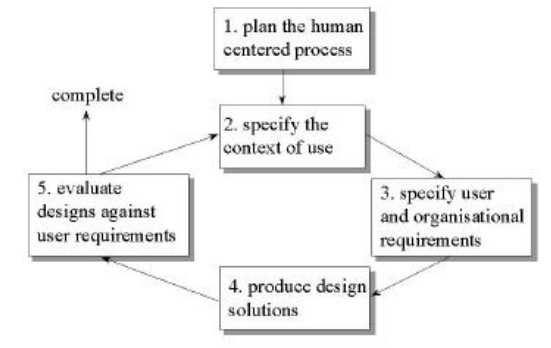 1. plan the human
centered process
complete
2. specify the
context of use
5. evaluate
designs against
user requirements
3. specify user
and organisational
requirements
4. produce design
solutions